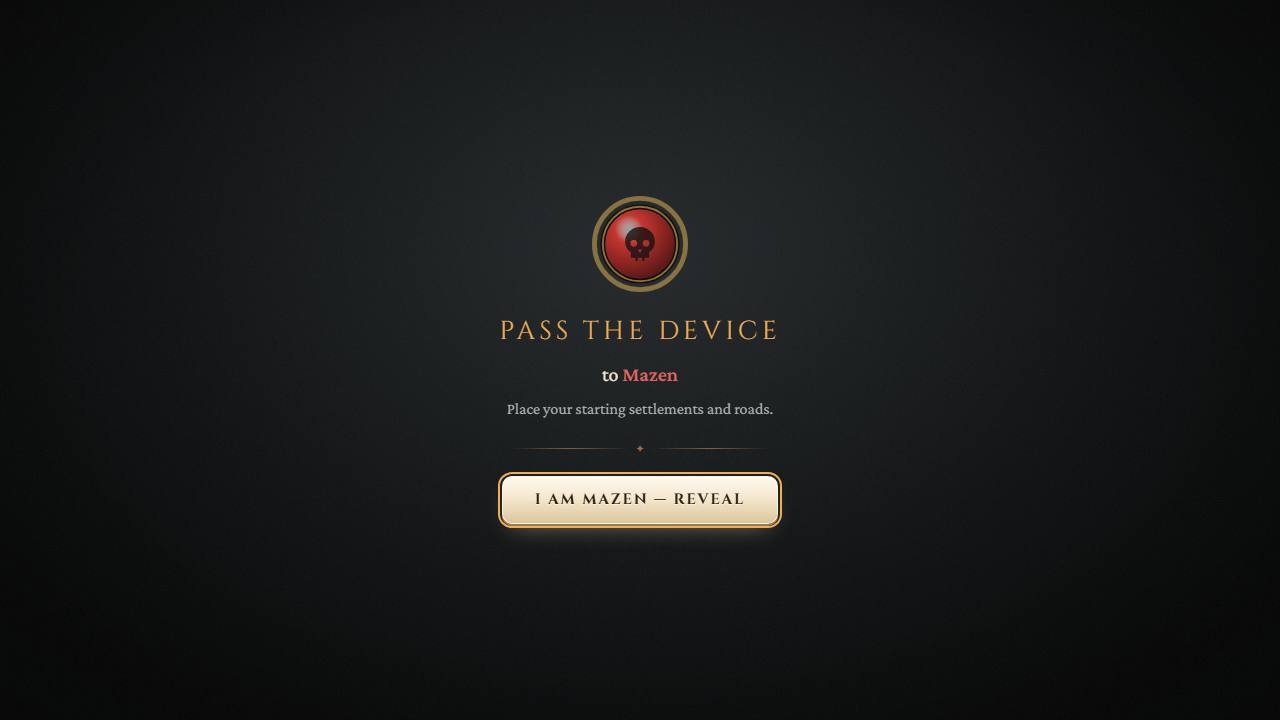 PASS THE DEVICE
to Mazen
Place your starting settlements and roads.
I AM MAZEN — REVEAL